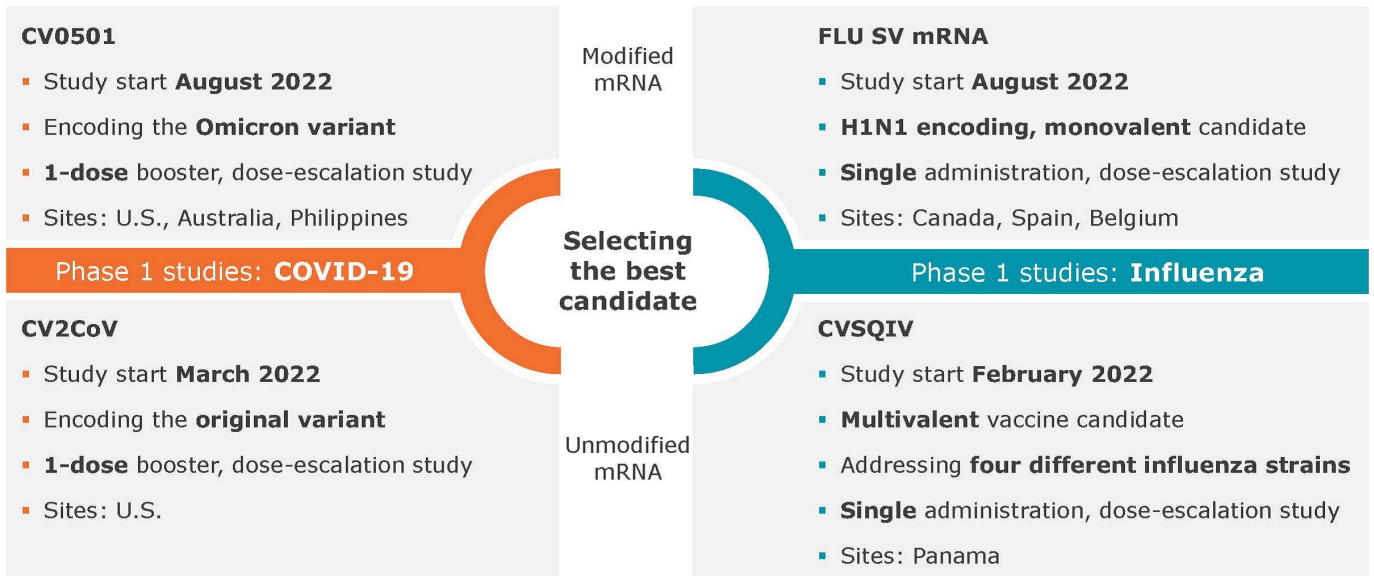 CV0501
▪ Study start August 2022
▪ Encoding the Omicron variant
▪ 1-dose booster, dose-escalation study
▪ Sites: U.S., Australia, Philippines
Phase 1 studies: COVID-19
CV2CoV
▪ Study start March 2022
▪ Encoding the original variant
▪ 1-dose booster, dose-escalation study
▪ Sites: U.S.
Modified
mRNA
Selecting
the best
candidate
Unmodified
mRNA
FLU SV mRNA
▪ Study start August 2022
▪ H1N1 encoding, monovalent candidate
▪ Single administration, dose-escalation study
▪ Sites: Canada, Spain, Belgium
Phase 1 studies: Influenza
CVSQIV
▪ Study start February 2022
▪ Multivalent vaccine candidate
▪ Addressing four different influenza strains
▪ Single administration, dose-escalation study
▪ Sites: Panama